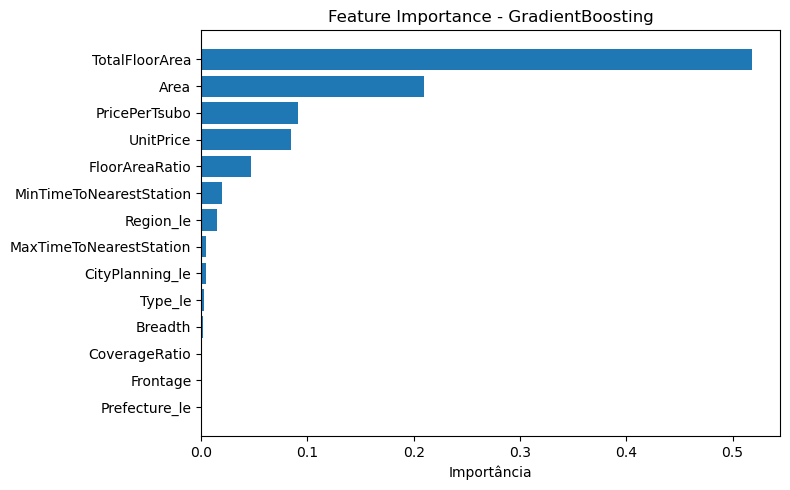 Feature Importance - GradientBoosting
TotalFloorArea
Area
PricePerTsubo
UnitPrice
FloorAreaRatio
MinTimeToNearestStation
Region_le
MaxTimeToNearestStation
CityPlanning_le
Type_le
Breadth
CoverageRatio
Frontage
Prefecture_le
0.0 0.1 0.2 0.3 0.4 0.5
Importância